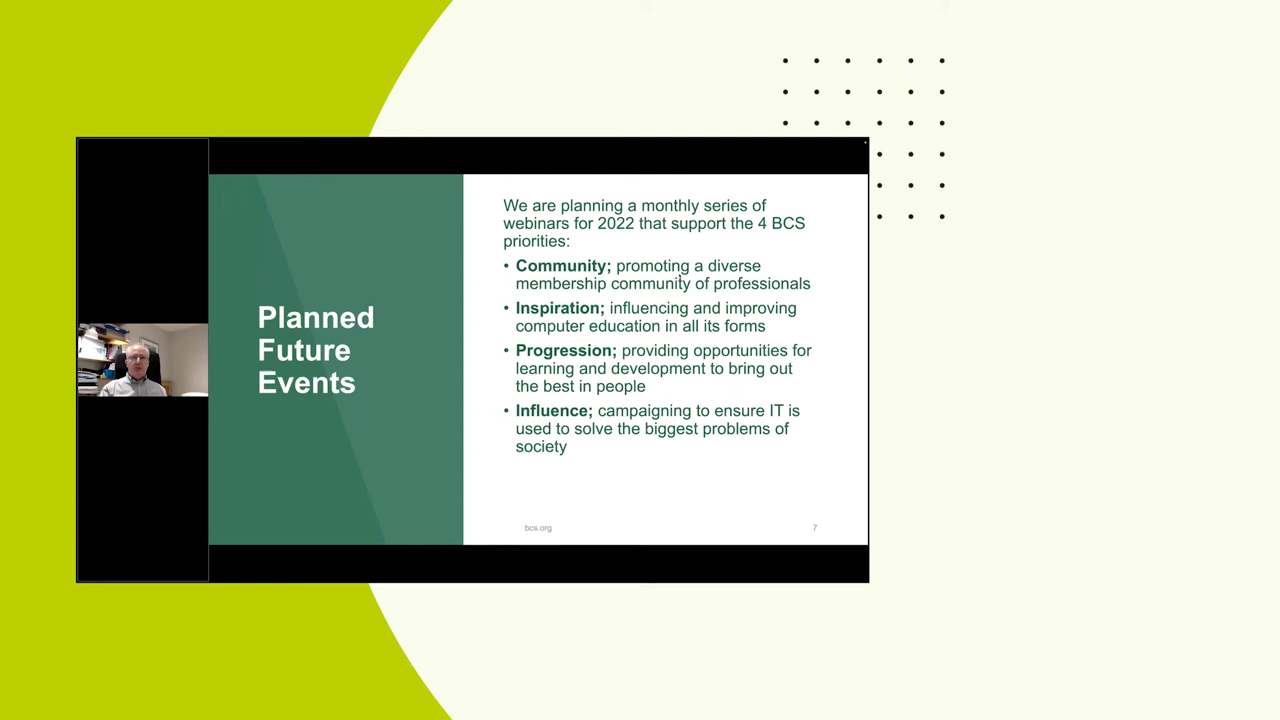 Planned
Future
Events
We are planning a monthly series of
webinars for 2022 that support the 4 BCS
priorities:
• Community; promoting a diverse
membership community of professionals
• Inspiration; influencing and improving
computer education in all its forms
• Progression; providing opportunities for
learning and development to bring out
the best in people
• Influence; campaigning to ensure IT is
used to solve the biggest problems of
society
bcs.org
7